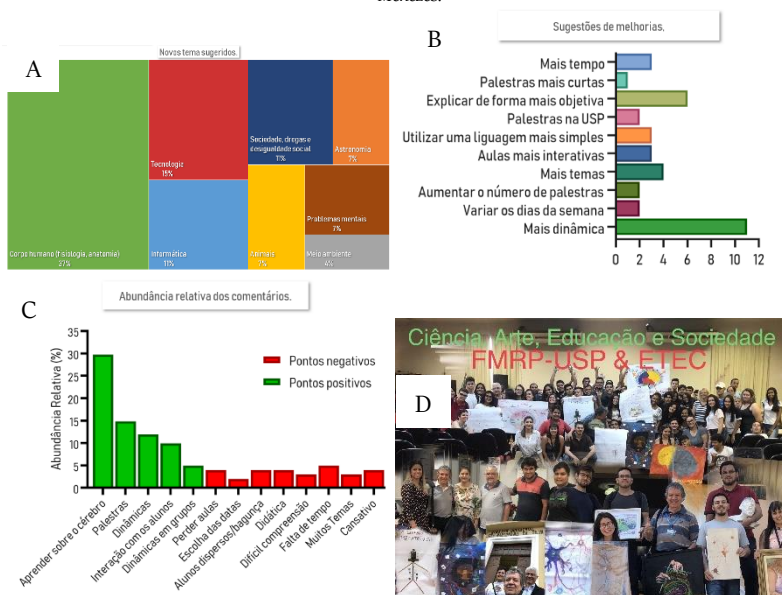 A
Novos tema sugeridos.
Corpo humano (fisiologia, anatamia)
37%
Tecnologia
15%
Informática
11%
Sociedade, drogas e
desigualdade social
11%
Astronomia
7%
Animais
7%
Problemas mentais
7%
Meio ambiente
4%
B
Sugestões de melhorias.
Mais tempo
Palestras mais curtas
Explicar de forma mais objetiva
Palestras na USP
Utilizar uma liguagem mais simples
Aulas mais interativas
Mais temas
Aumentar o número de palestras
Variar os dias da semana
Mais dinâmica
0 2 4 6 8 10 12
C
Abundância relativa dos comentários.
Abundância Relativa (%)
35
30
25
20
15
10
5
0
Pontos negativos
Pontos positivos
Aprender sobre o cérebro
Palestras
Dinâmicas
Interação com os alunos
Dinâmicas em grupos
Perder aulas
Escolha das datas
Alunos dispersos/bagunça
Didática
Difícil compreensão
Falta de tempo
Muitos Temas
Cansativo
Ciência, Arte, Educação e Sociedade
FMRP-USP & ETEC
D